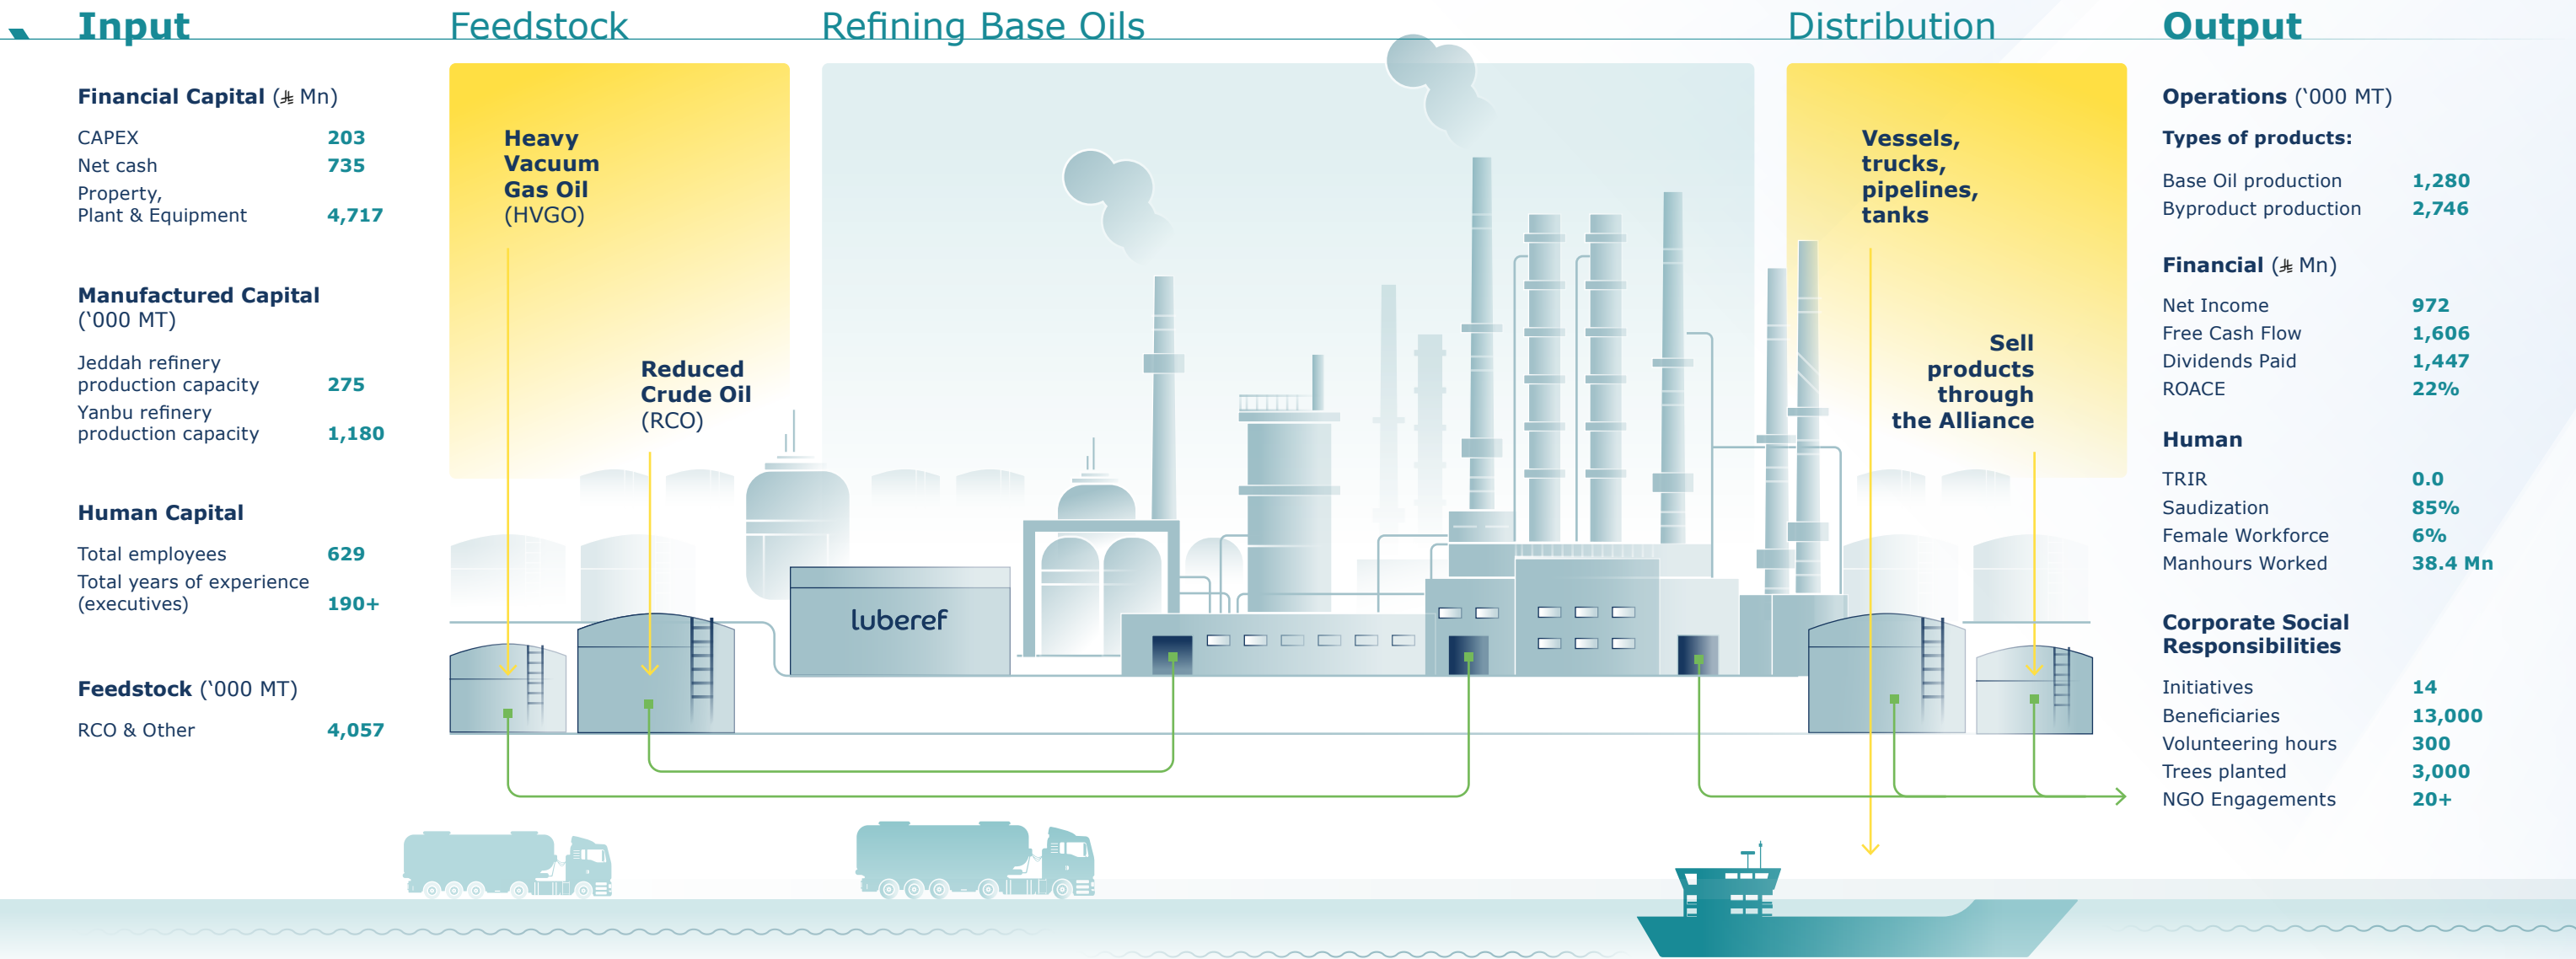 Input
Financial Capital (⃁ Mn)
CAPEX 203
Net cash 735
Property,
Plant & Equipment 4,717
Manufactured Capital
(‘000 MT)
Jeddah refinery
production capacity 275
Yanbu refinery
production capacity 1,180
Human Capital
Total employees 629
Total years of experience
(executives) 190+
Feedstock (‘000 MT)
RCO & Other 4,057
Feedstock
Heavy
Vacuum
Gas Oil
(HVGO)
Reduced
Crude Oil
(RCO)
Refining Base Oils
luberef
Distribution
Vessels,
trucks,
pipelines,
tanks
Sell
products
through
the Alliance
Output
Operations (‘000 MT)
Types of products:
Base Oil production 1,280
Byproduct production 2,746
Financial (⃁ Mn)
Net Income 972
Free Cash Flow 1,606
Dividends Paid 1,447
ROACE 22%
Human
TRIR 0.0
Saudization 85%
Female Workforce 6%
Manhours Worked 38.4 Mn
Corporate Social
Responsibilities
Initiatives 14
Beneficiaries 13,000
Volunteering hours 300
Trees planted 3,000
NGO Engagements 20+